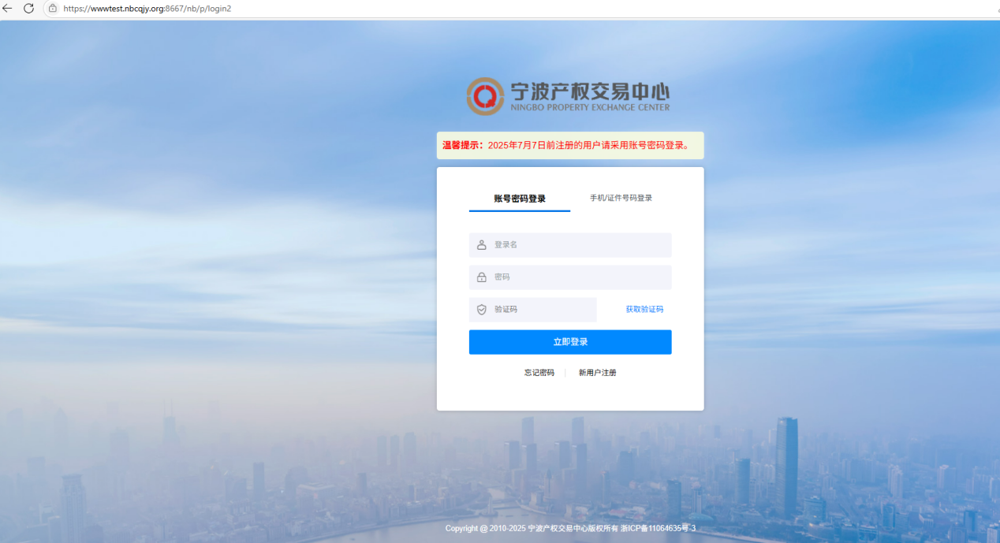 https://wwwtest.nbcqjy.org:8667/nb/p/login2
宁波产权交易中心
NINGBO PROPERTY EXCHANGE CENTER
温馨提示：2025年7月7日前注册的用户请采用账号密码登录。
账号密码登录 手机/证件号码登录
登录名
密码
验证码 获取验证码
立即登录
忘记密码 新用户注册
Copyright @ 2010-2025 宁波产权交易中心版权所有 浙ICP备11064635号-3